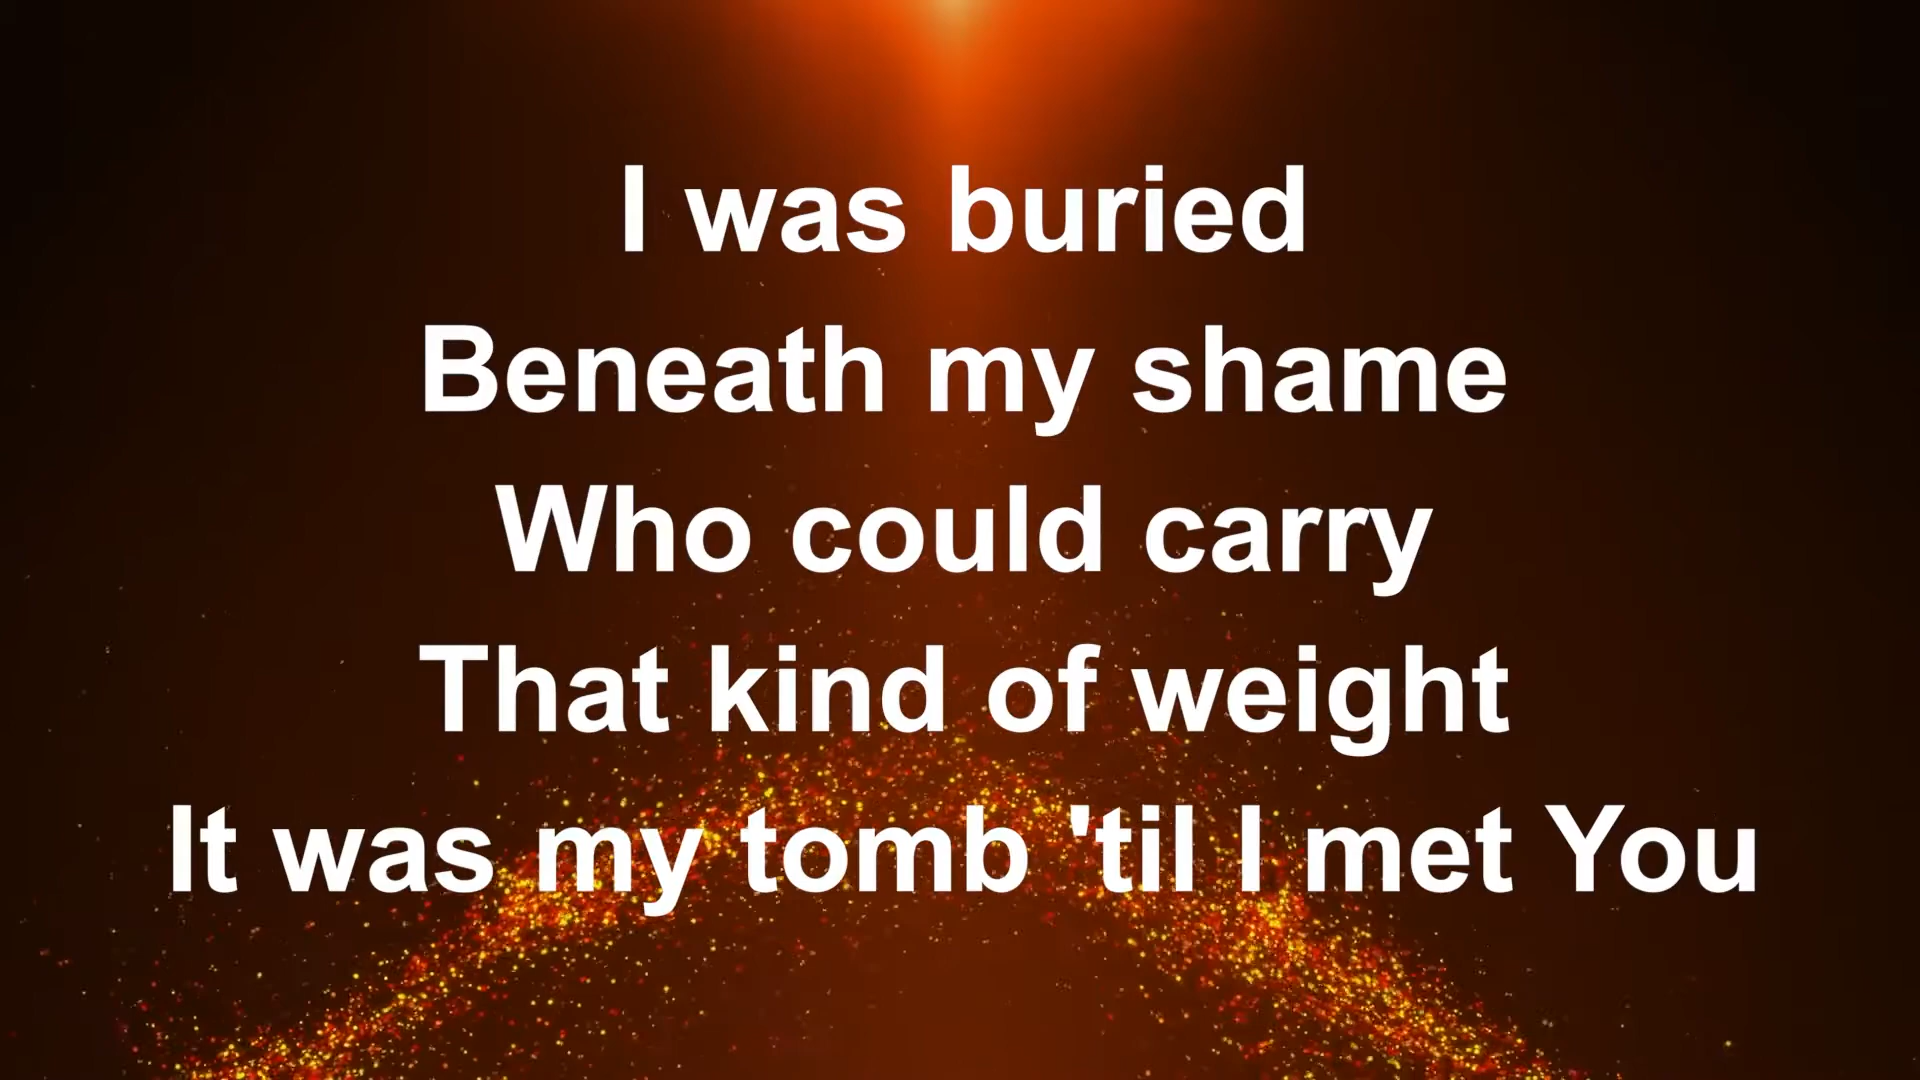 I was buried
Beneath my shame
Who could carry
That kind of weight
It was my tomb 'til I met You